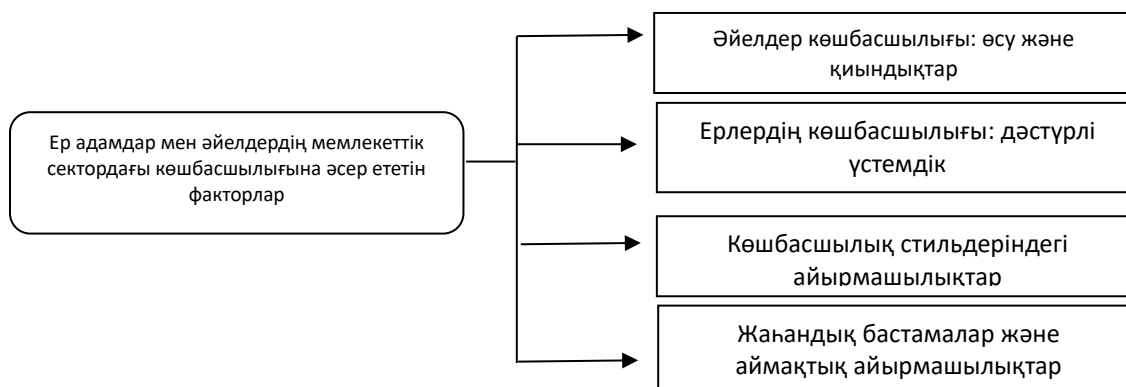 Әйелдер көшбасшылығы: өсу және
қиындықтар
Ер адамдар мен әйелдердің мемлекеттік
сектордағы көшбасшылығына әсер ететін
факторлар
Ерлердің көшбасшылығы: дәстүрлі
үстемдік
Көшбасшылық стильдеріндегі
айырмашылықтар
Жаһандық бастамалар және
аймақтық айырмашылықтар